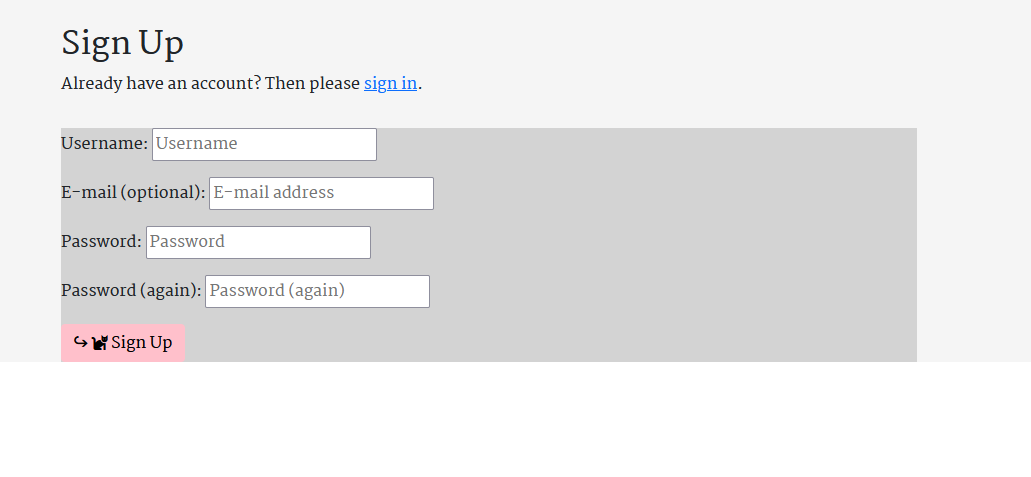 Sign Up
Already have an account? Then please sign in.
Username: Username
E-mail (optional): E-mail address
Password: Password
Password (again): Password (again)
Sign Up